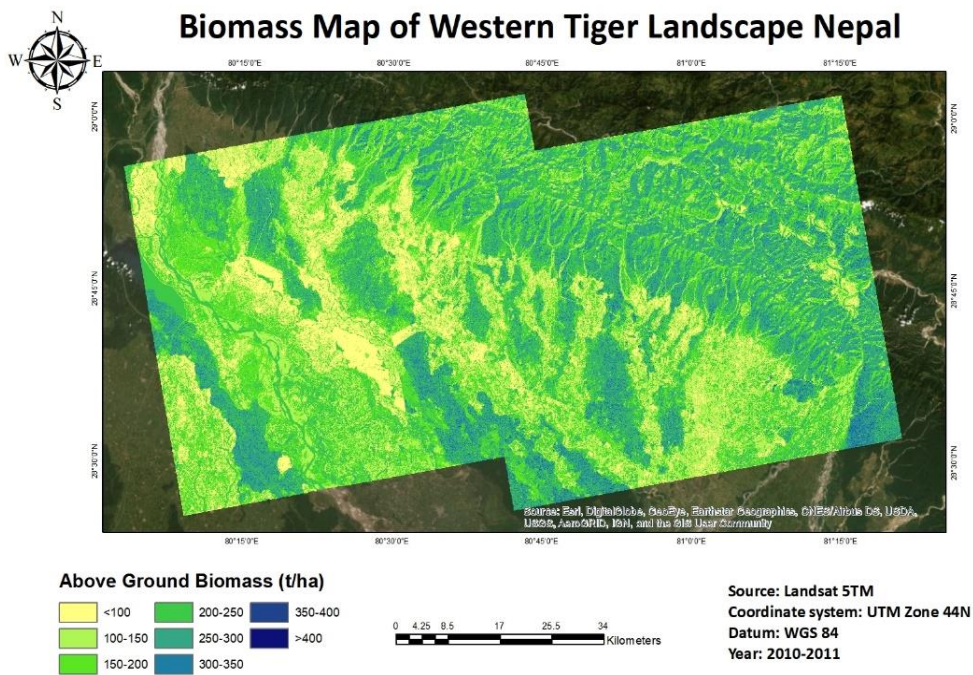 Biomass Map of Western Tiger Landscape Nepal
N
W E
S
80°15'0"E 80°30'0"E 80°45'0"E 81°0'0"E 81°15'0"E
29°0'0"N 29°0'0"N
28°45'0"N 28°45'0"N
28°30'0"N 28°30'0"N
Source: Esri, DigitalGlobe, GeoEye, Earthstar Geographics, CNES/Airbus DS, USDA,
USGS, AeroGRID, IGN, and the GIS User Community
80°15'0"E 80°30'0"E 80°45'0"E 81°0'0"E 81°15'0"E
Above Ground Biomass (t/ha)
<100 200-250 350-400
100-150 250-300 >400
150-200 300-350
0 4.25 8.5 17 25.5 34
Kilometers
Source: Landsat 5TM
Coordinate system: UTM Zone 44N
Datum: WGS 84
Year: 2010-2011